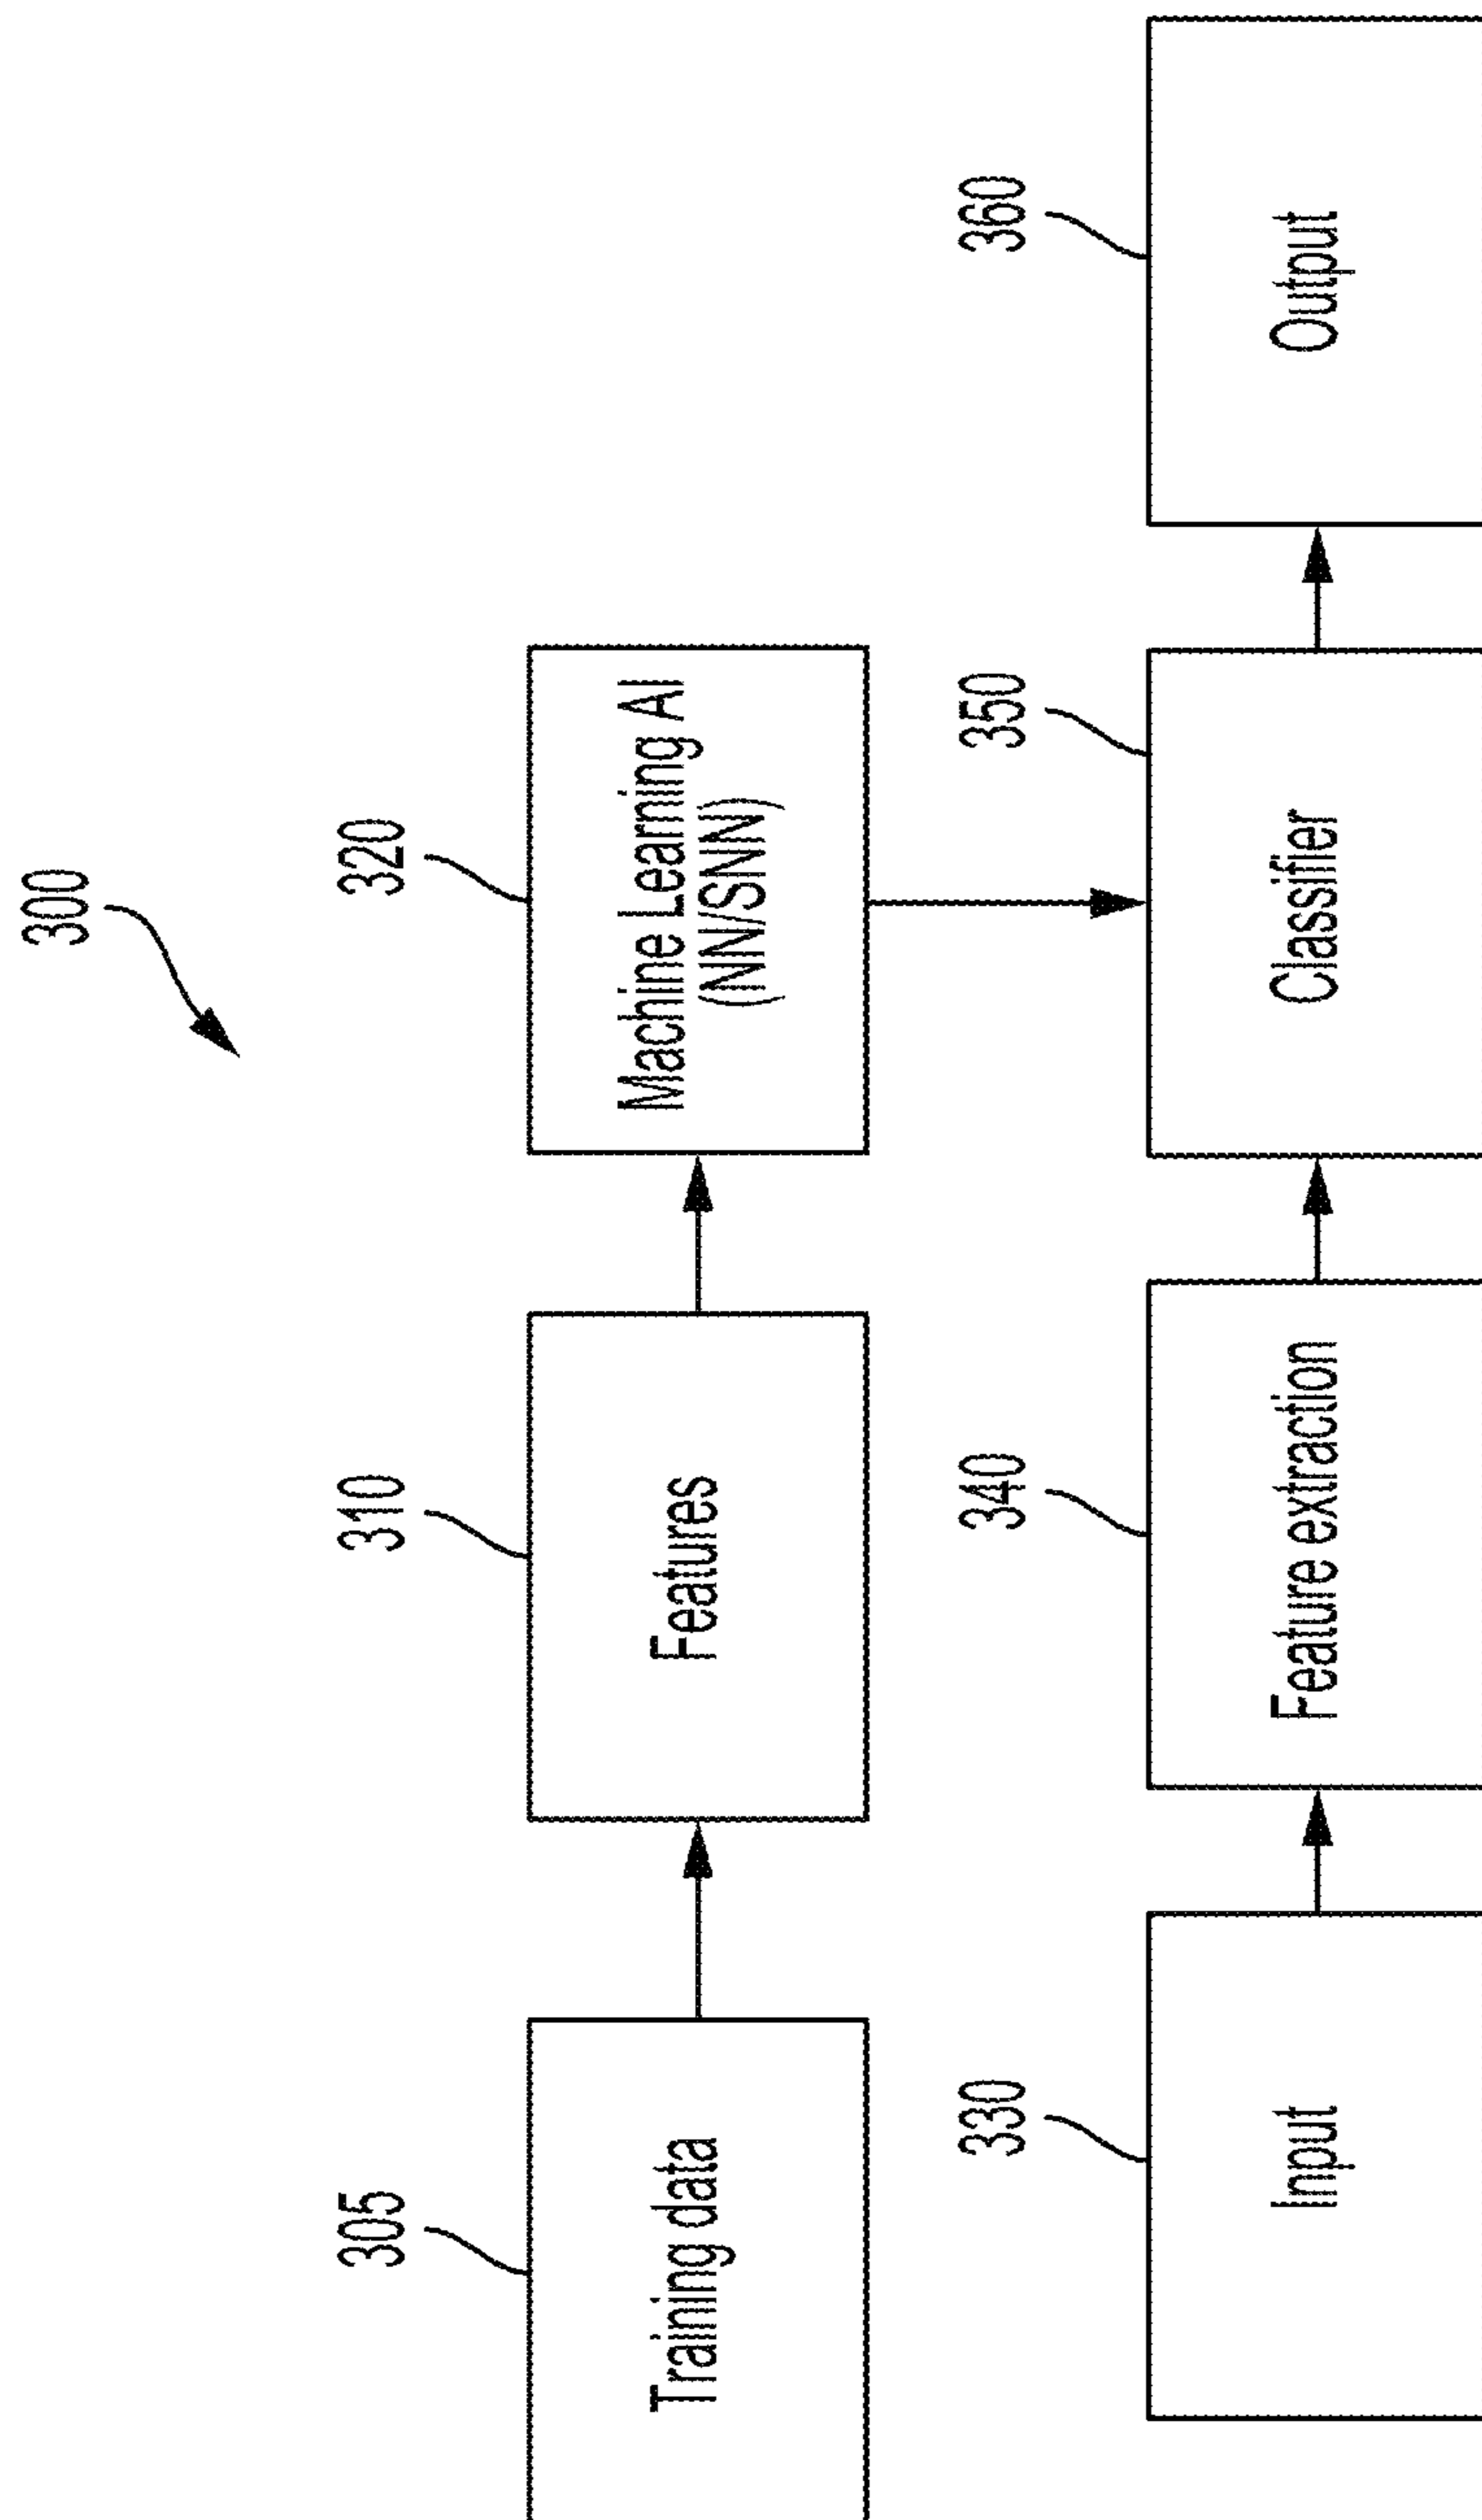 300
305
310
320
Training data
Features
Machine Learning AI
(NN/SNN)
330
340
350
360
Input
Feature extraction
Classifier
Output